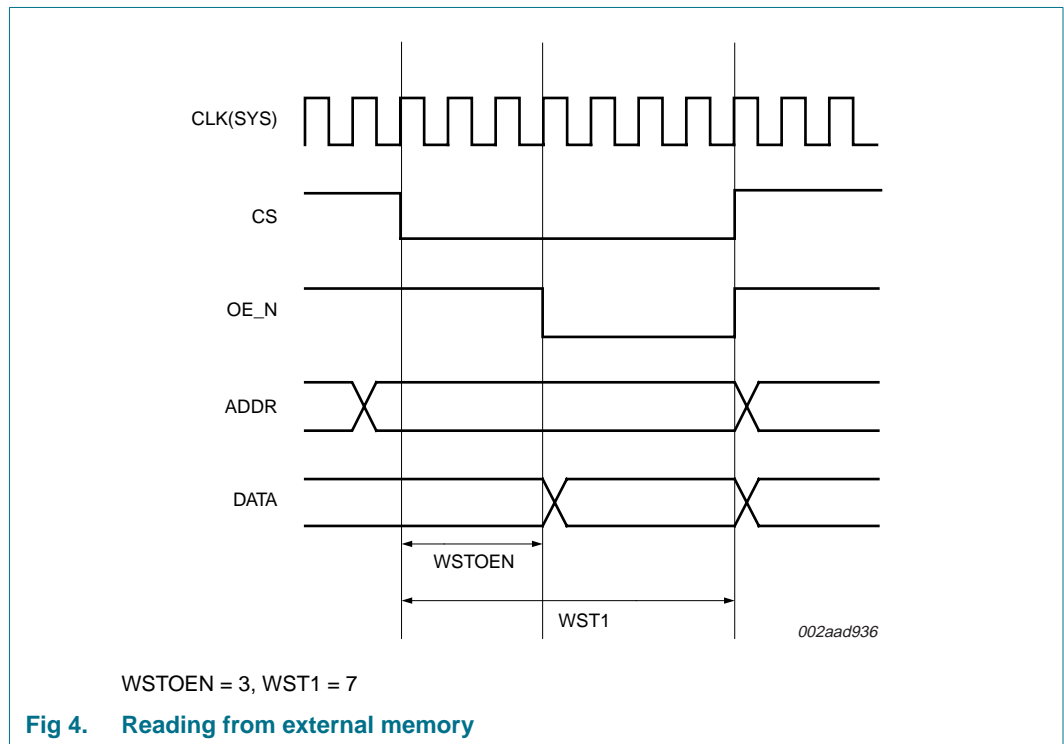 CLK(SYS)
CS
OE_N
ADDR
DATA
WSTOEN
WST1
002aad936
WSTOEN = 3, WST1 = 7
Fig 4. Reading from external memory